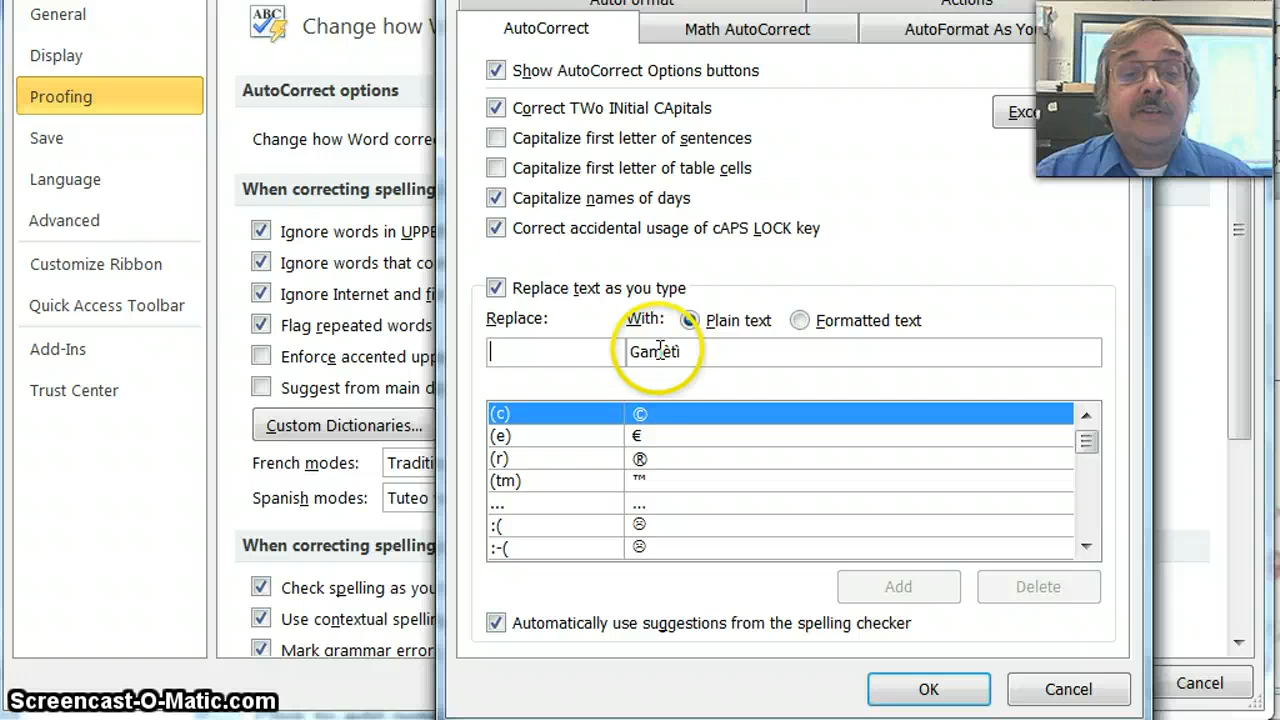 AutoFormat
Actions
General
Display
Proofing
Save
Language
Advanced
Customize Ribbon
Quick Access Toolbar
Add-Ins
Trust Center
ABC
Change how
AutoCorrect options
Change how Word corre
When correcting spelling
Ignore words in UPPE
Ignore words that co
Ignore Internet and fi
Flag repeated words
Enforce accented upp
Suggest from main d
Custom Dictionaries...
French modes: Traditi
Spanish modes: Tuteo
When correcting spelling
Check spelling as you
Use contextual spellin
Mark grammar error
AutoCorrect
Math AutoCorrect
AutoFormat As You
Show AutoCorrect Options buttons
Correct TWo INitial CApitals
Exce
Capitalize first letter of sentences
Capitalize first letter of table cells
Capitalize names of days
Correct accidental usage of cAPS LOCK key
Replace text as you type
Replace: With: Plain text Formatted text
(c) ©
(e) €
(r) ®
(tm) ™
... ...
:( ☹
:-( ☹
Add Delete
Automatically use suggestions from the spelling checker
OK Cancel
Cancel
Screencast-O-Matic.com